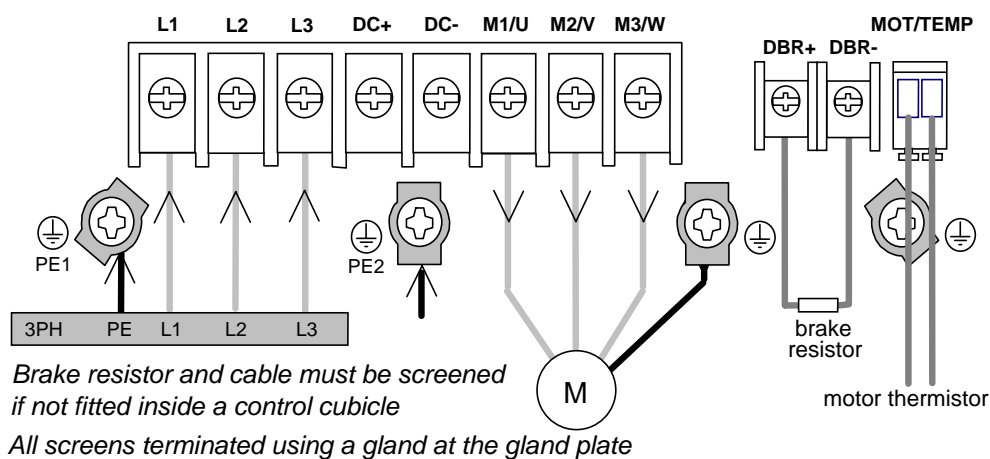 L1 L2 L3 DC+ DC- M1/U M2/V M3/W MOT/TEMP
DBR+ DBR-
PE1
PE2
3PH PE L1 L2 L3
brake
resistor
M
motor thermistor
Brake resistor and cable must be screened
if not fitted inside a control cubicle
All screens terminated using a gland at the gland plate